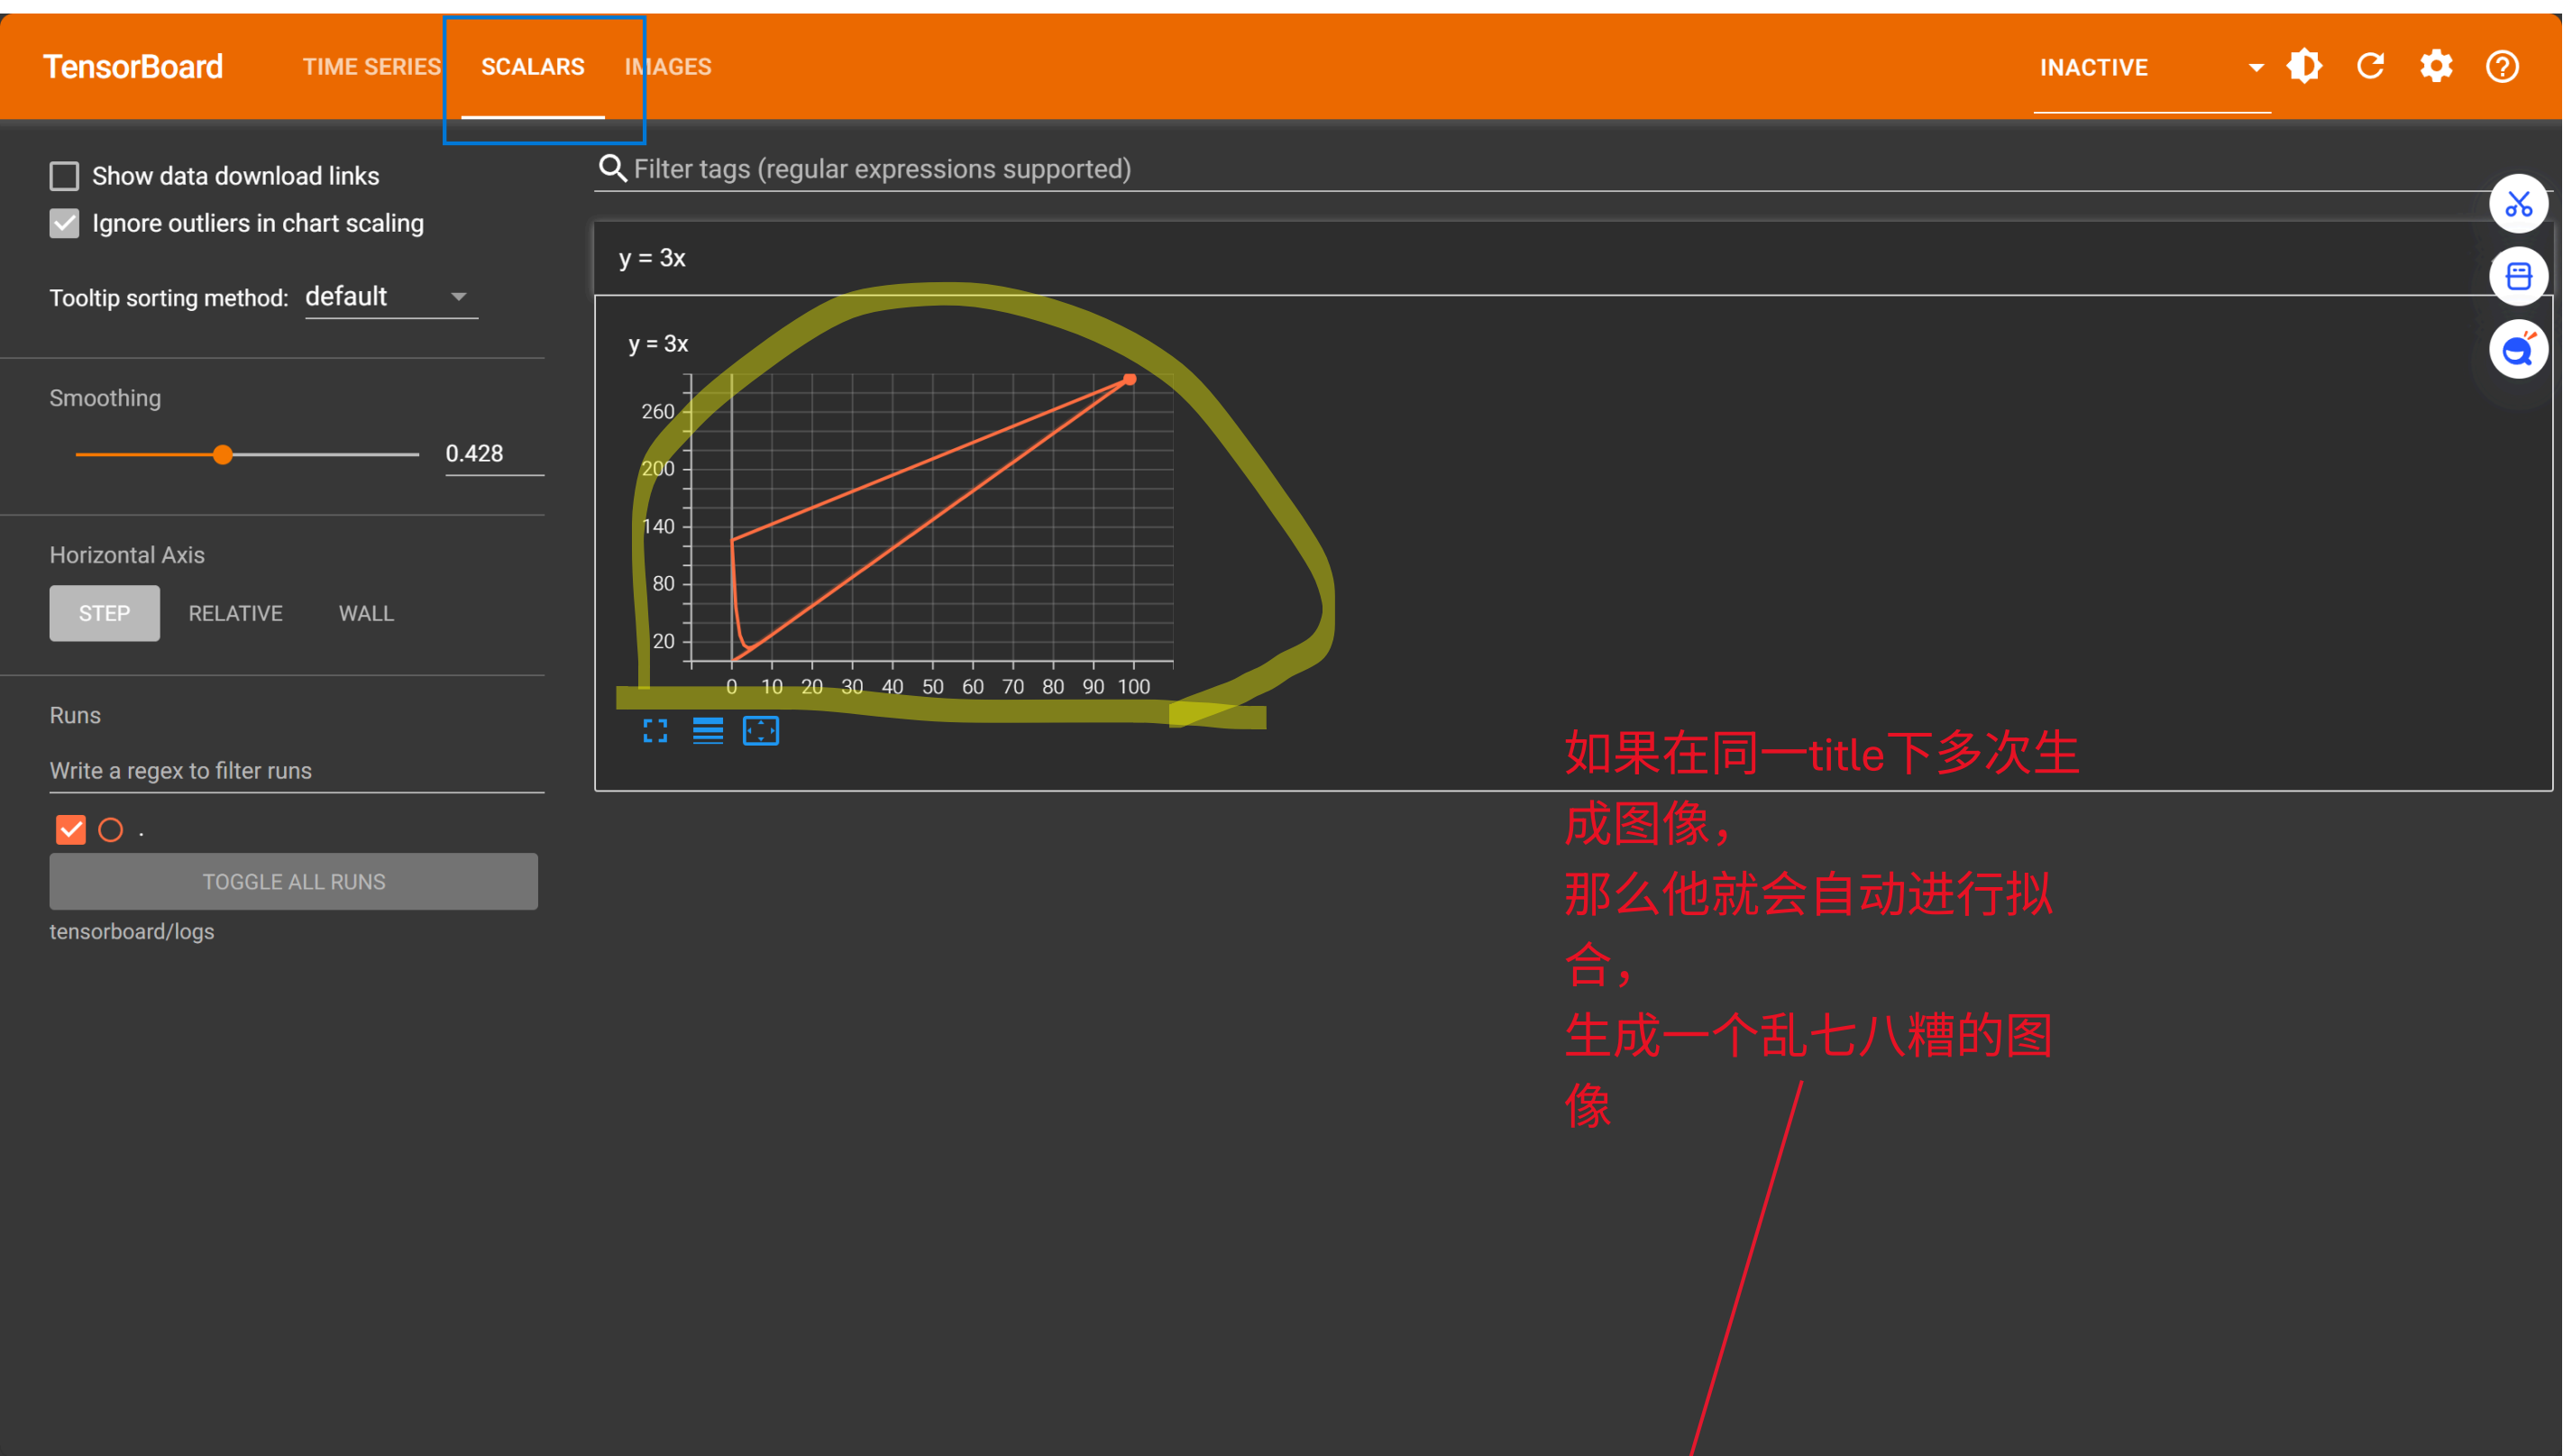 TensorBoard
TIME SERIES
SCALARS
IMAGES
INACTIVE
Show data download links
Ignore outliers in chart scaling
Tooltip sorting method: default
Smoothing
0.428
Horizontal Axis
STEP
RELATIVE
WALL
Runs
Write a regex to filter runs
.
TOGGLE ALL RUNS
tensorboard/logs
Filter tags (regular expressions supported)
y = 3x
y = 3x
260
200
140
80
20
0 10 20 30 40 50 60 70 80 90 100
如果在同一title下多次生
成图像，
那么他就会自动进行拟
合，
生成一个乱七八糟的图
像